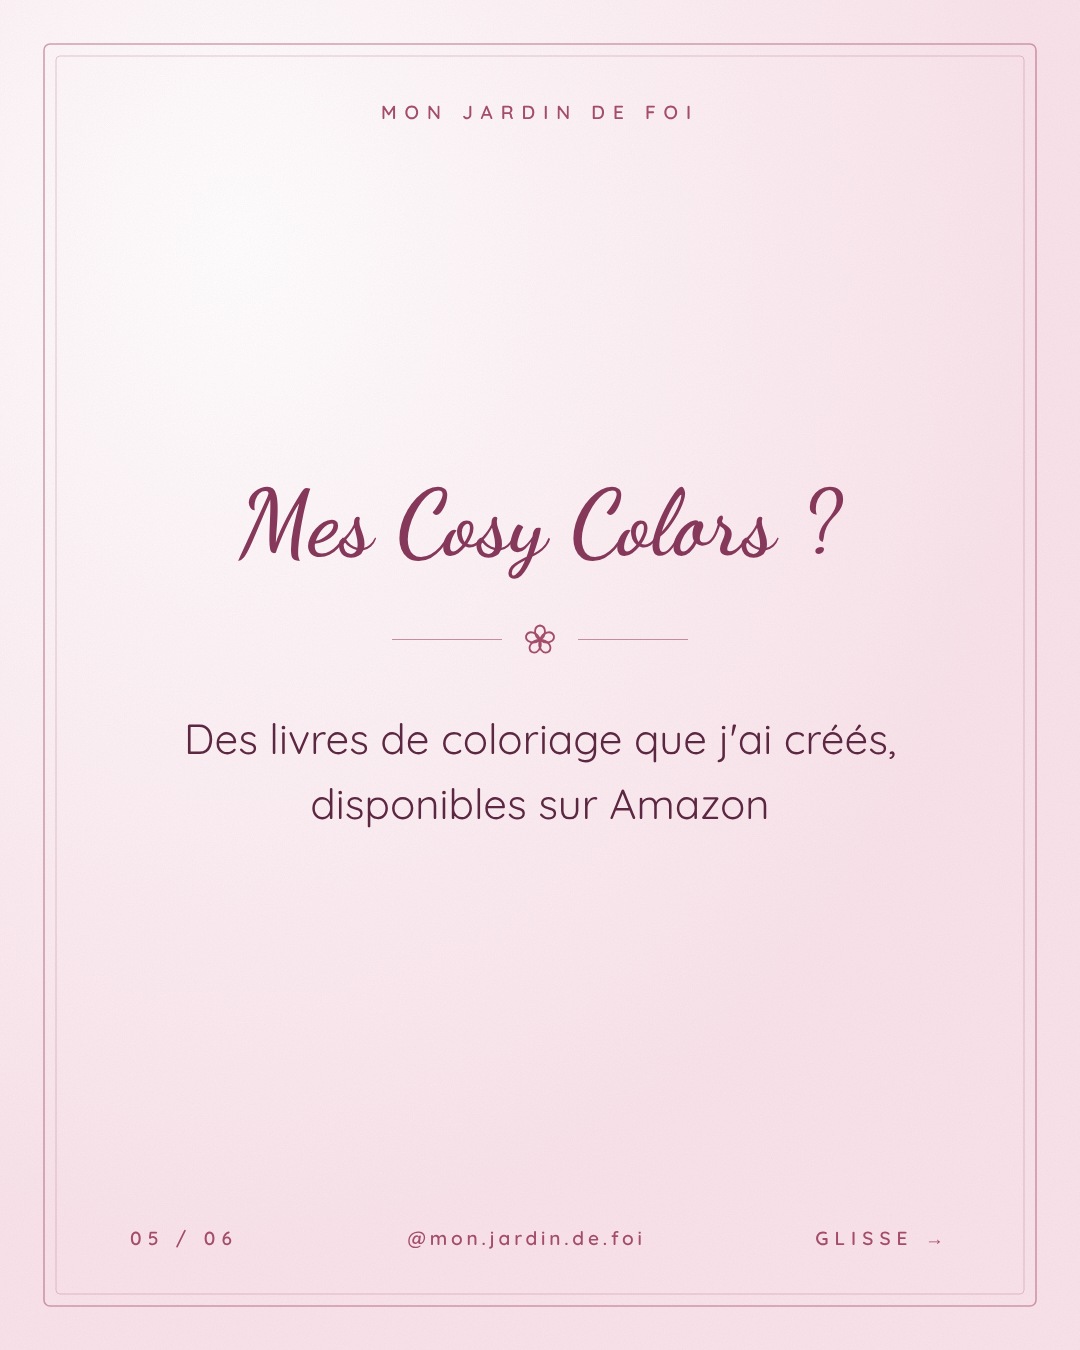 MON JARDIN DE FOI
Mes Cosy Colors ?
Des livres de coloriage que j'ai créés,
disponibles sur Amazon
05 / 06
@mon.jardin.de.foi
GLISSE →